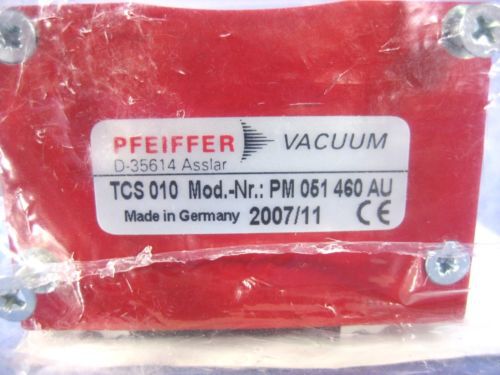 PFEIFFER VACUUM
D-35614 Asslar
TCS 010 Mod.-Nr.: PM 051 460 AU
Made in Germany 2007/11 CE